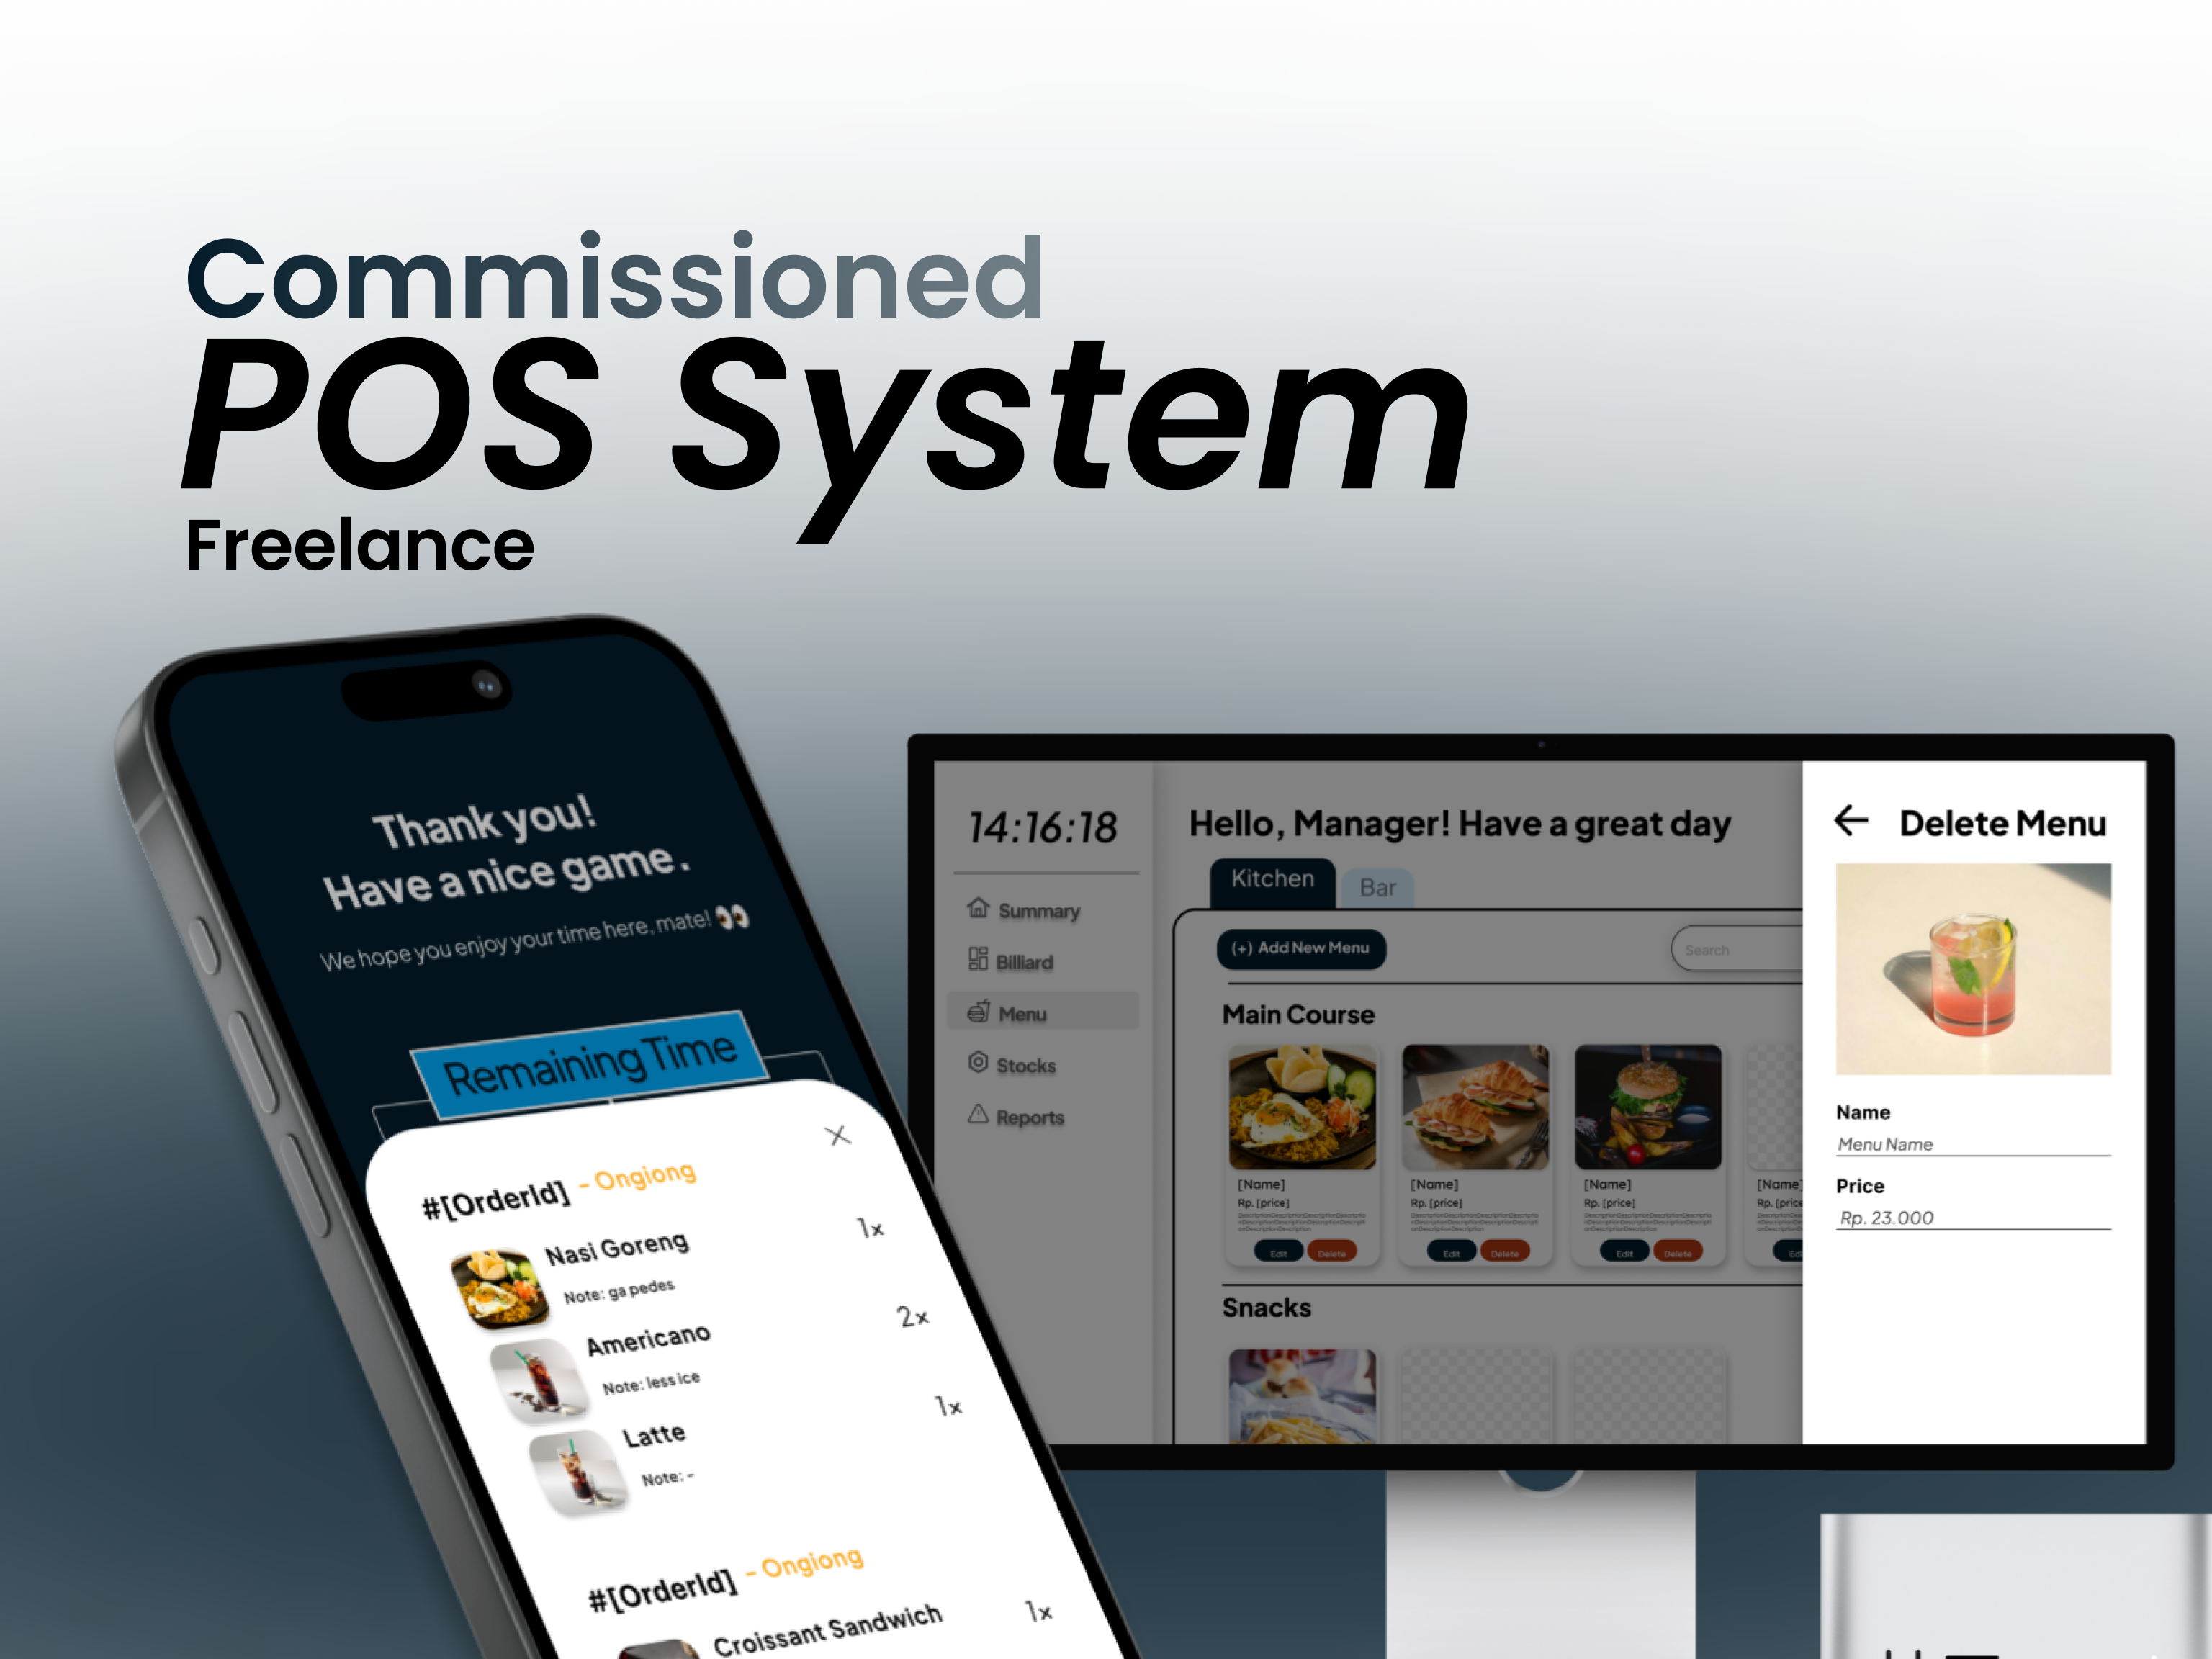 Commissioned
POS System
Freelance
Thank you!
Have a nice game.
We hope you enjoy your time here, mate! 👀
Remaining Time
#[OrderId] - Ongiong
Nasi Goreng
1x
Note: ga pedes
Americano
2x
Note: less ice
Latte
1x
Note: -
#[OrderId] - Ongiong
Croissant Sandwich
1x
14:16:18
Summary
Billiard
Menu
Stocks
Reports
Hello, Manager! Have a great day
Kitchen
Bar
(+) Add New Menu
Search
Main Course
[Name]
Rp. [price]
Edit
Delete
[Name]
Rp. [price]
Edit
Delete
[Name]
Rp. [price]
Edit
Delete
Snacks
Delete Menu
Name
Menu Name
Price
Rp. 23.000